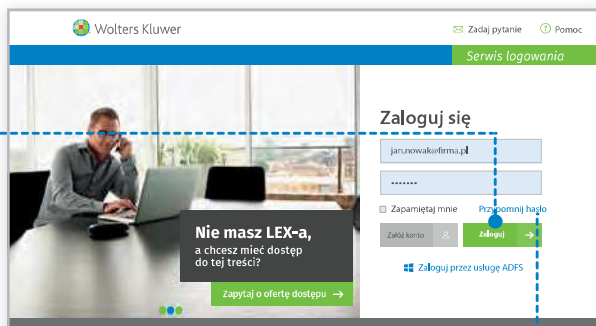 Wolters Kluwer
Zadaj pytanie
Pomoc
Serwis logowania
Zaloguj się
jan.nowak@firma.pl
•••••••
Zapamiętaj mnie
Przypomnij hasło
Załóż konto
Zaloguj
Zaloguj przez usługę ADFS
Nie masz LEX-a,
a chcesz mieć dostęp
do tej treści?
Zapytaj o ofertę dostępu